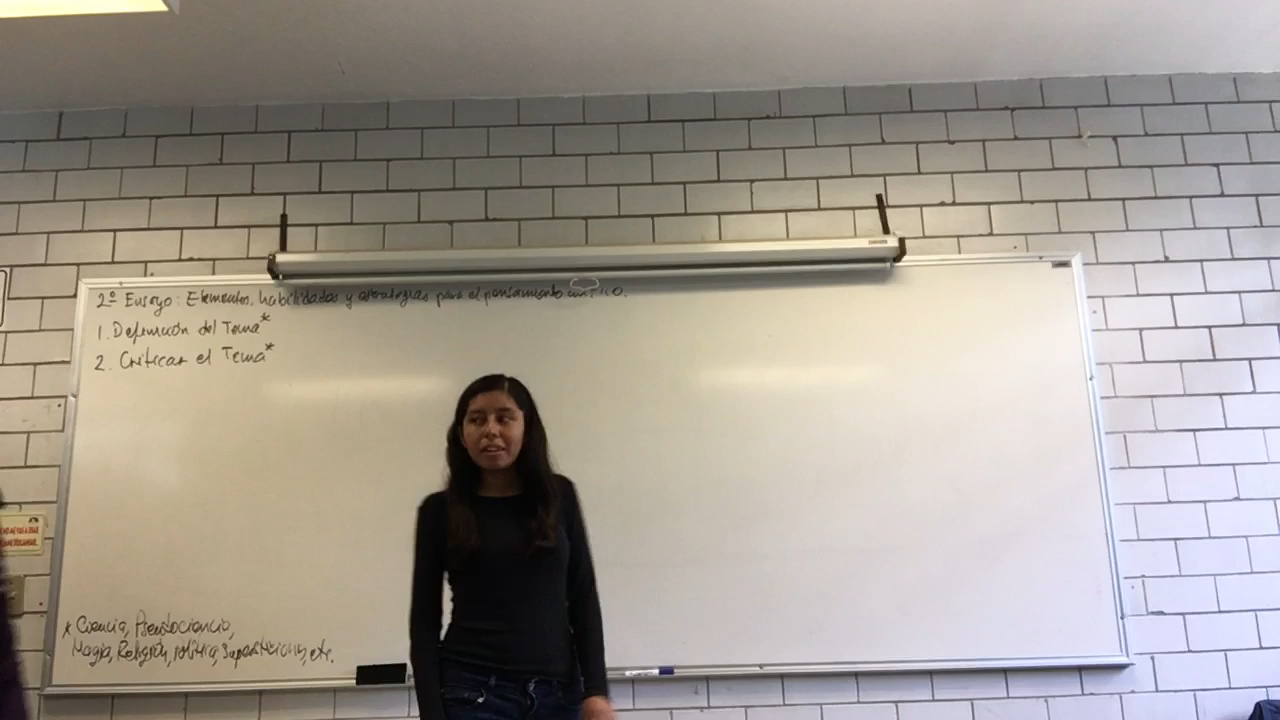 2º Ensayo: Elementos, habilidades y estrategias para el pensamiento
1. Definición del Tema*
2. Criticar el Tema*
* Ciencia, Pseudociencia,
Magia, Religión, política, supersticiones, etc.